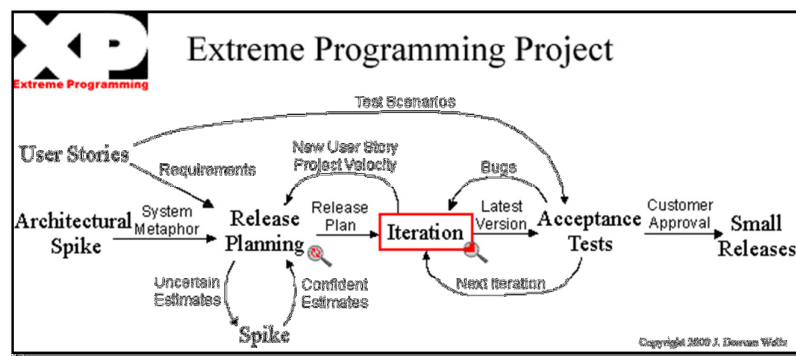 XP
Extreme Programming
Extreme Programming Project
Test Scenarios
User Stories
Requirements
New User Story
Project Velocity
Bugs
Architectural
Spike
System
Metaphor
Release
Planning
Release
Plan
Iteration
Latest
Version
Acceptance
Tests
Customer
Approval
Small
Releases
Uncertain
Estimates
Confident
Estimates
Next Iteration
Spike
Copyright 2000 J. Donvan Wells